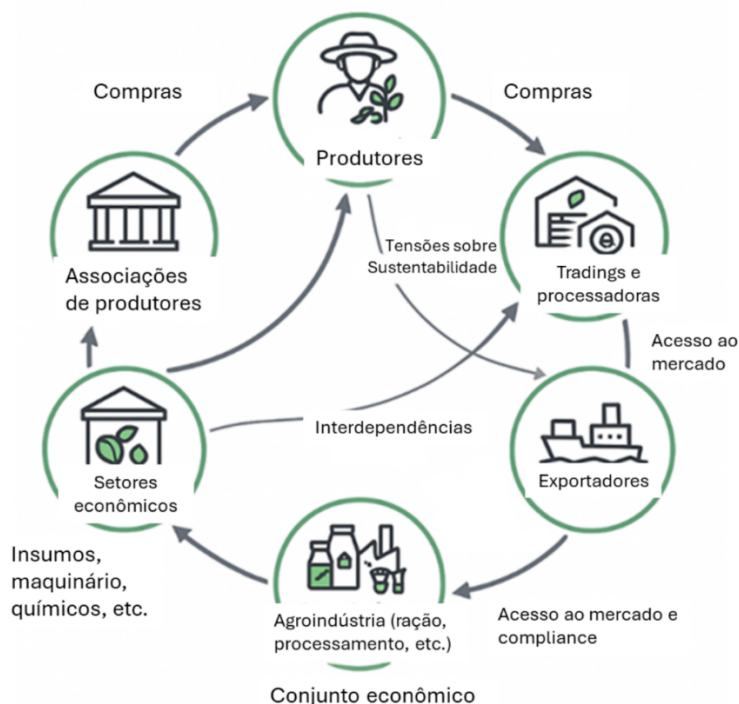 Compras
Produtores
Compras
Associações
de produtores
Tensões sobre
Sustentabilidade
Tradings e
processadoras
Acesso ao
mercado
Interdependências
Setores
econômicos
Exportadores
Insumos,
maquinário,
químicos, etc.
Agroindústria (ração,
processamento, etc.)
Acesso ao mercado e
compliance
Conjunto econômico